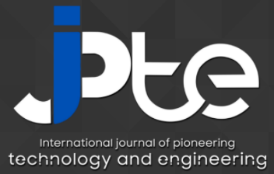 jpte
International journal of pioneering
technology and engineering